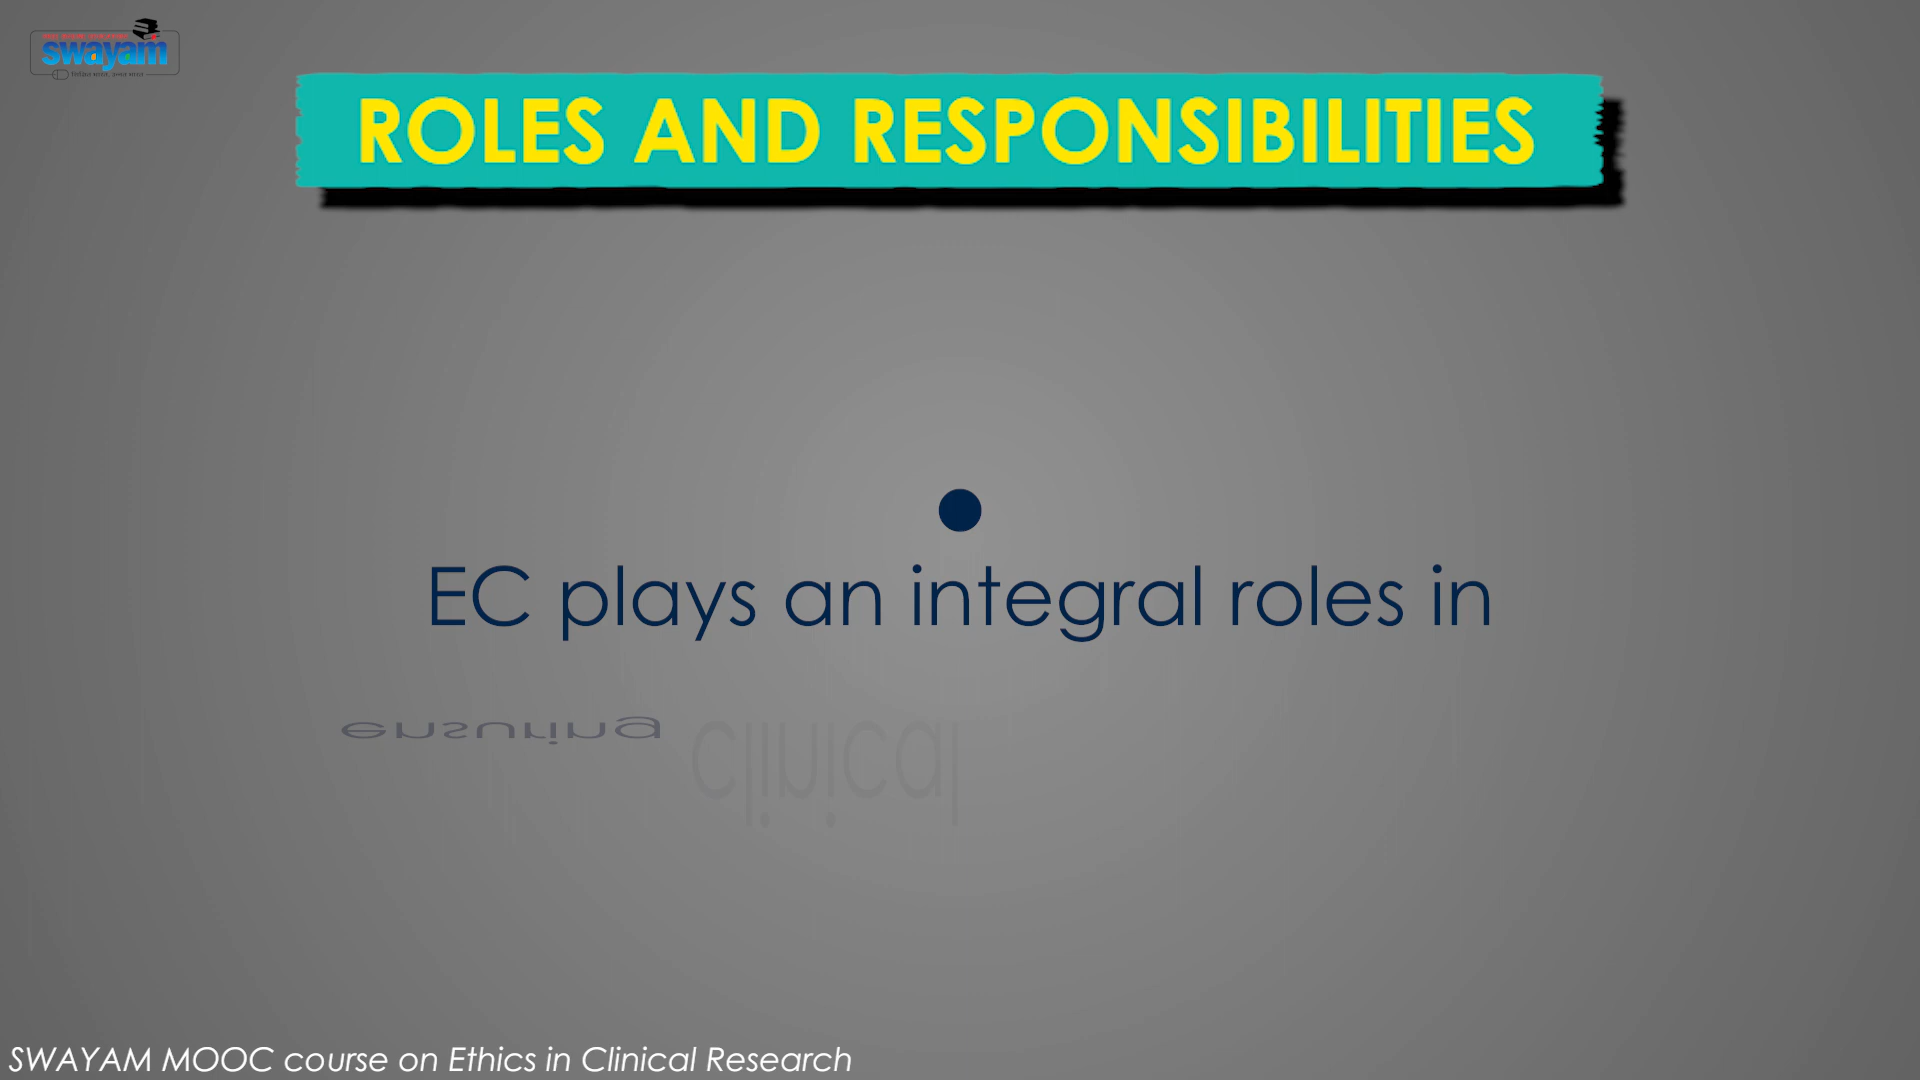 swayam
ROLES AND RESPONSIBILITIES
EC plays an integral roles in
ensuring clinical
SWAYAM MOOC course on Ethics in Clinical Research